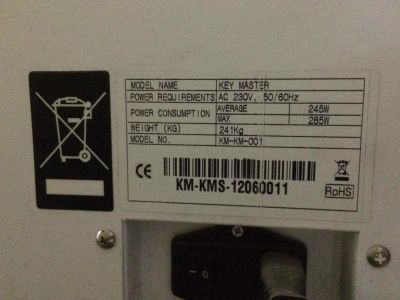 MODEL NAME KEY MASTER
POWER REQUIREMENTS AC 230V, 50/60Hz
POWER CONSUMPTION AVERAGE 245W
MAX 285W
WEIGHT (KG) 241Kg
MODEL NO. KM-KM-001
CE
KM-KMS-12060011
RoHS